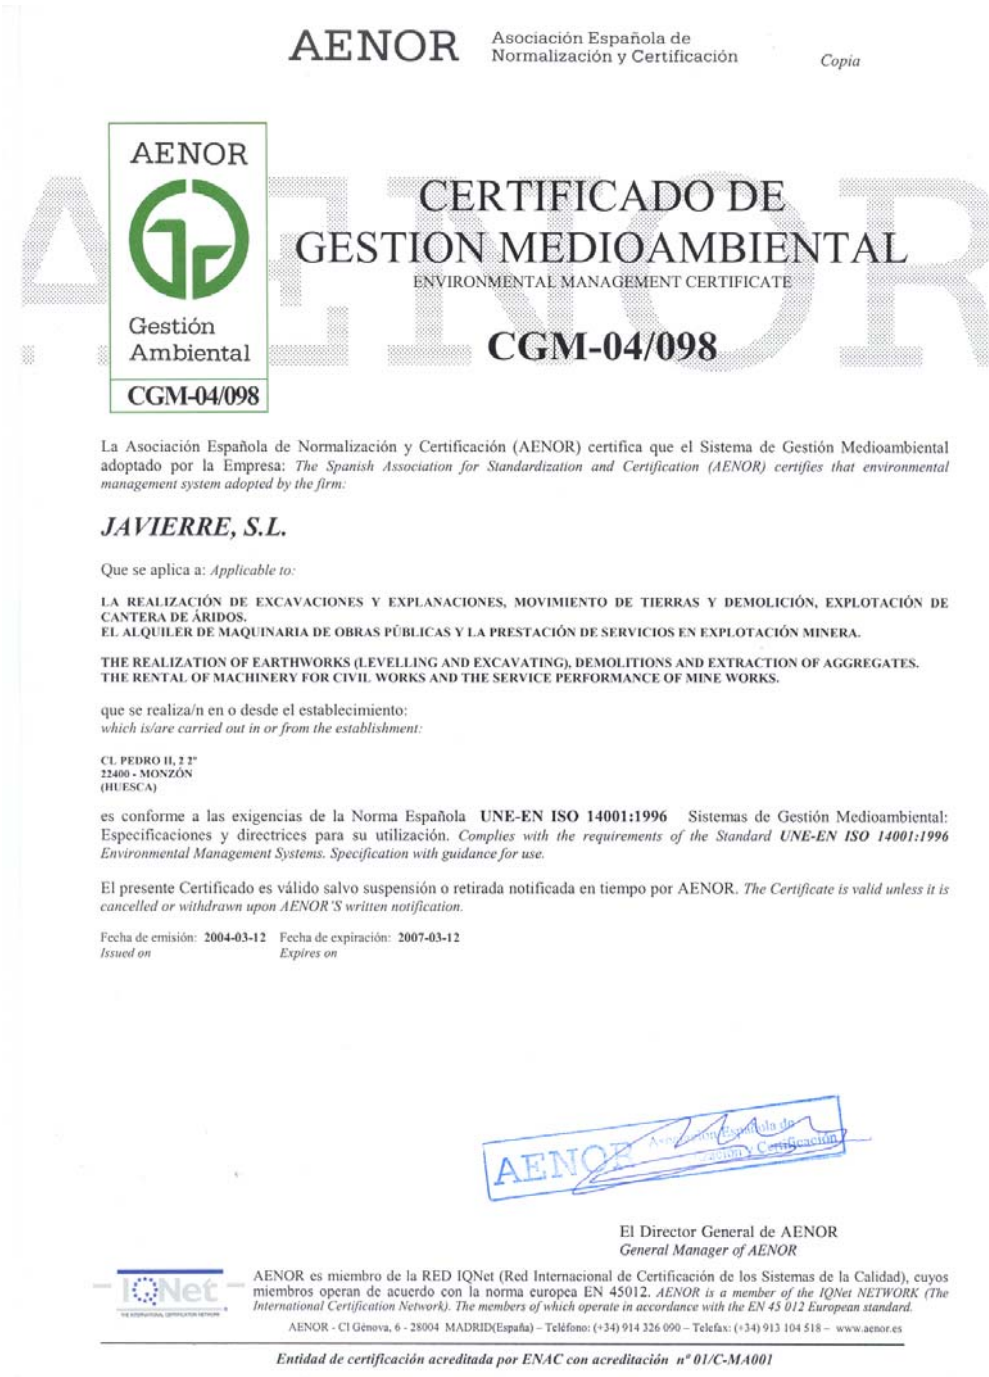 AENOR
Asociación Española de
Normalización y Certificación
Copia
AENOR
Gestión
Ambiental
CGM-04/098
CERTIFICADO DE
GESTION MEDIOAMBIENTAL
ENVIRONMENTAL MANAGEMENT CERTIFICATE
CGM-04/098
La Asociación Española de Normalización y Certificación (AENOR) certifica que el Sistema de Gestión Medioambiental
adoptado por la Empresa: The Spanish Association for Standardization and Certification (AENOR) certifies that environmental
management system adopted by the firm:
JAVIERRE, S.L.
Que se aplica a: Applicable to:
LA REALIZACIÓN DE EXCAVACIONES Y EXPLANACIONES, MOVIMIENTO DE TIERRAS Y DEMOLICIÓN, EXPLOTACIÓN DE
CANTERA DE ÁRIDOS.
EL ALQUILER DE MAQUINARIA DE OBRAS PÚBLICAS Y LA PRESTACIÓN DE SERVICIOS EN EXPLOTACIÓN MINERA.
THE REALIZATION OF EARTHWORKS (LEVELLING AND EXCAVATING), DEMOLITIONS AND EXTRACTION OF AGGREGATES.
THE RENTAL OF MACHINERY FOR CIVIL WORKS AND THE SERVICE PERFORMANCE OF MINE WORKS.
que se realiza/n en o desde el establecimiento:
which is/are carried out in or from the establishment:
CL PEDRO II, 2 2º
22400 - MONZÓN
(HUESCA)
es conforme a las exigencias de la Norma Española UNE-EN ISO 14001:1996 Sistemas de Gestión Medioambiental:
Especificaciones y directrices para su utilización. Complies with the requirements of the Standard UNE-EN ISO 14001:1996
Environmental Management Systems. Specification with guidance for use.
El presente Certificado es válido salvo suspensión o retirada notificada en tiempo por AENOR. The Certificate is valid unless it is
cancelled or withdrawn upon AENOR'S written notification.
Fecha de emisión: 2004-03-12 Fecha de expiración: 2007-03-12
Issued on Expires on
AENOR
Asociación Española de
y Certificación
El Director General de AENOR
General Manager of AENOR
IQNet
THE INTERNATIONAL CERTIFICATION NETWORK
AENOR es miembro de la RED IQNet (Red Internacional de Certificación de los Sistemas de la Calidad), cuyos
miembros operan de acuerdo con la norma europea EN 45012. AENOR is a member of the IQNet NETWORK (The
International Certification Network). The members of which operate in accordance with the EN 45 012 European standard.
AENOR - Cl Génova, 6 - 28004 MADRID(España) – Teléfono: (+34) 914 326 090 – Telefax: (+34) 913 104 518 – www.aenor.es
Entidad de certificación acreditada por ENAC con acreditación nº 01/C-MA001